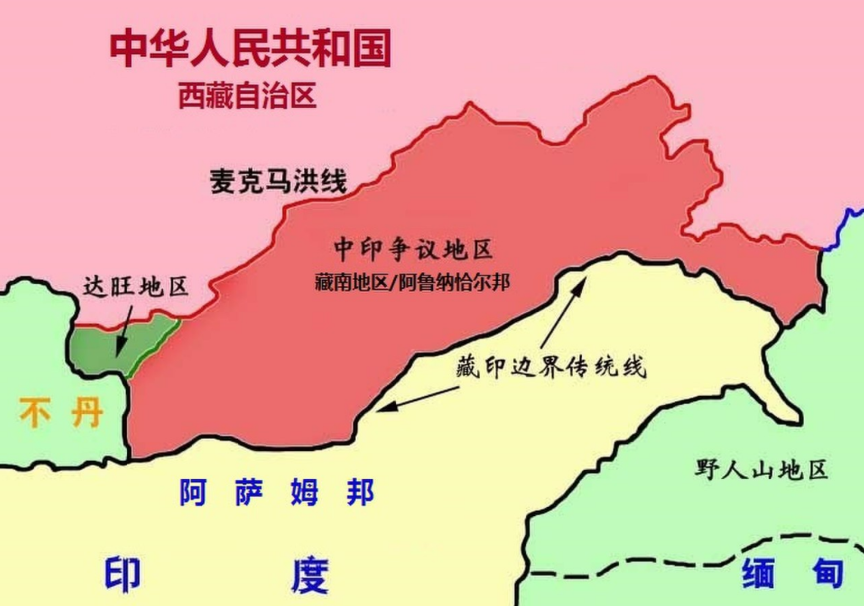 中华人民共和国
西藏自治区
麦克马洪线
中印争议地区
藏南地区/阿鲁纳恰尔邦
达旺地区
藏印边界传统线
不丹
阿萨姆邦
野人山地区
印度
缅甸